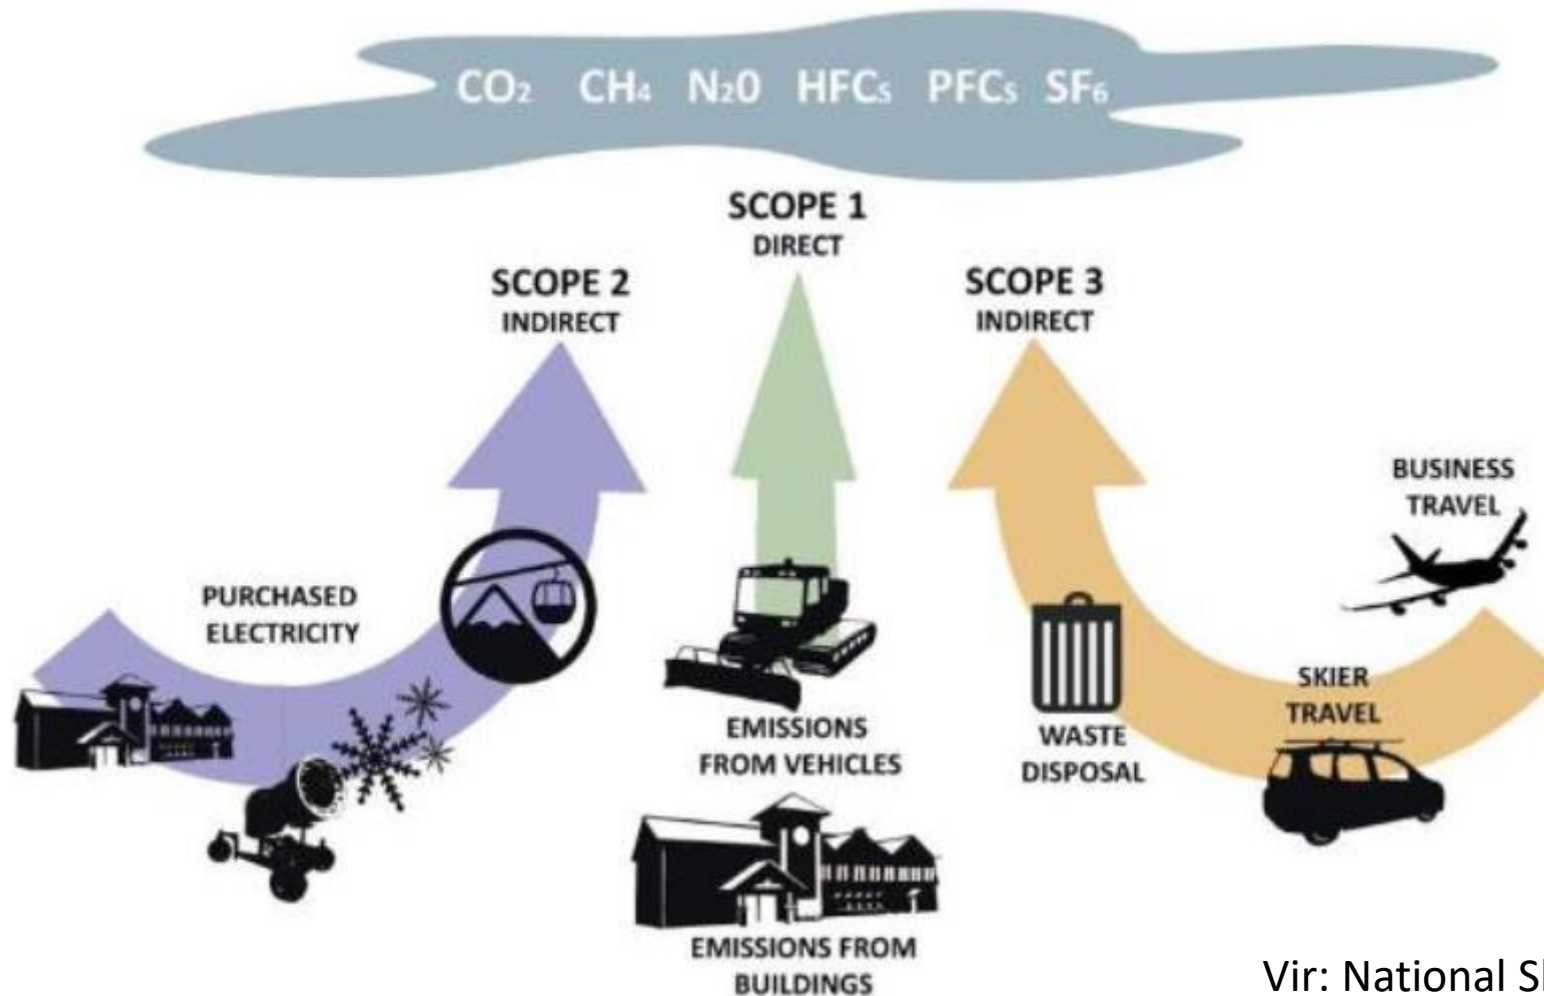 CO₂ CH₄ N₂0 HFCs PFCs SF₆
SCOPE 1
DIRECT
SCOPE 2
INDIRECT
SCOPE 3
INDIRECT
PURCHASED
ELECTRICITY
EMISSIONS
FROM VEHICLES
EMISSIONS FROM
BUILDINGS
WASTE
DISPOSAL
SKIER
TRAVEL
BUSINESS
TRAVEL
Vir: National